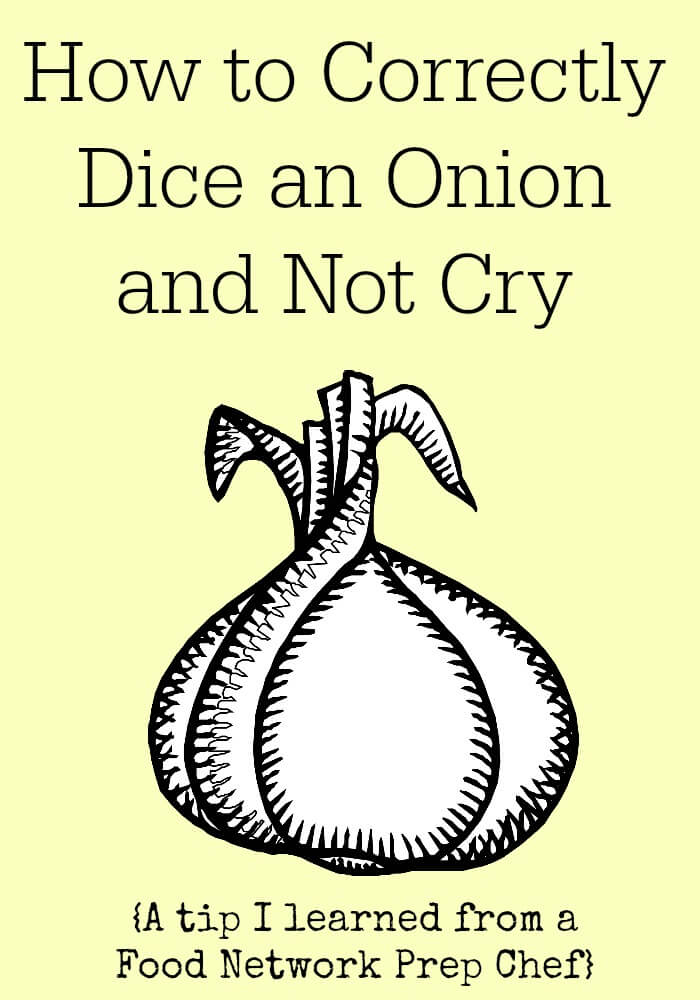 How to Correctly
Dice an Onion
and Not Cry
{A tip I learned from a
Food Network Prep Chef}